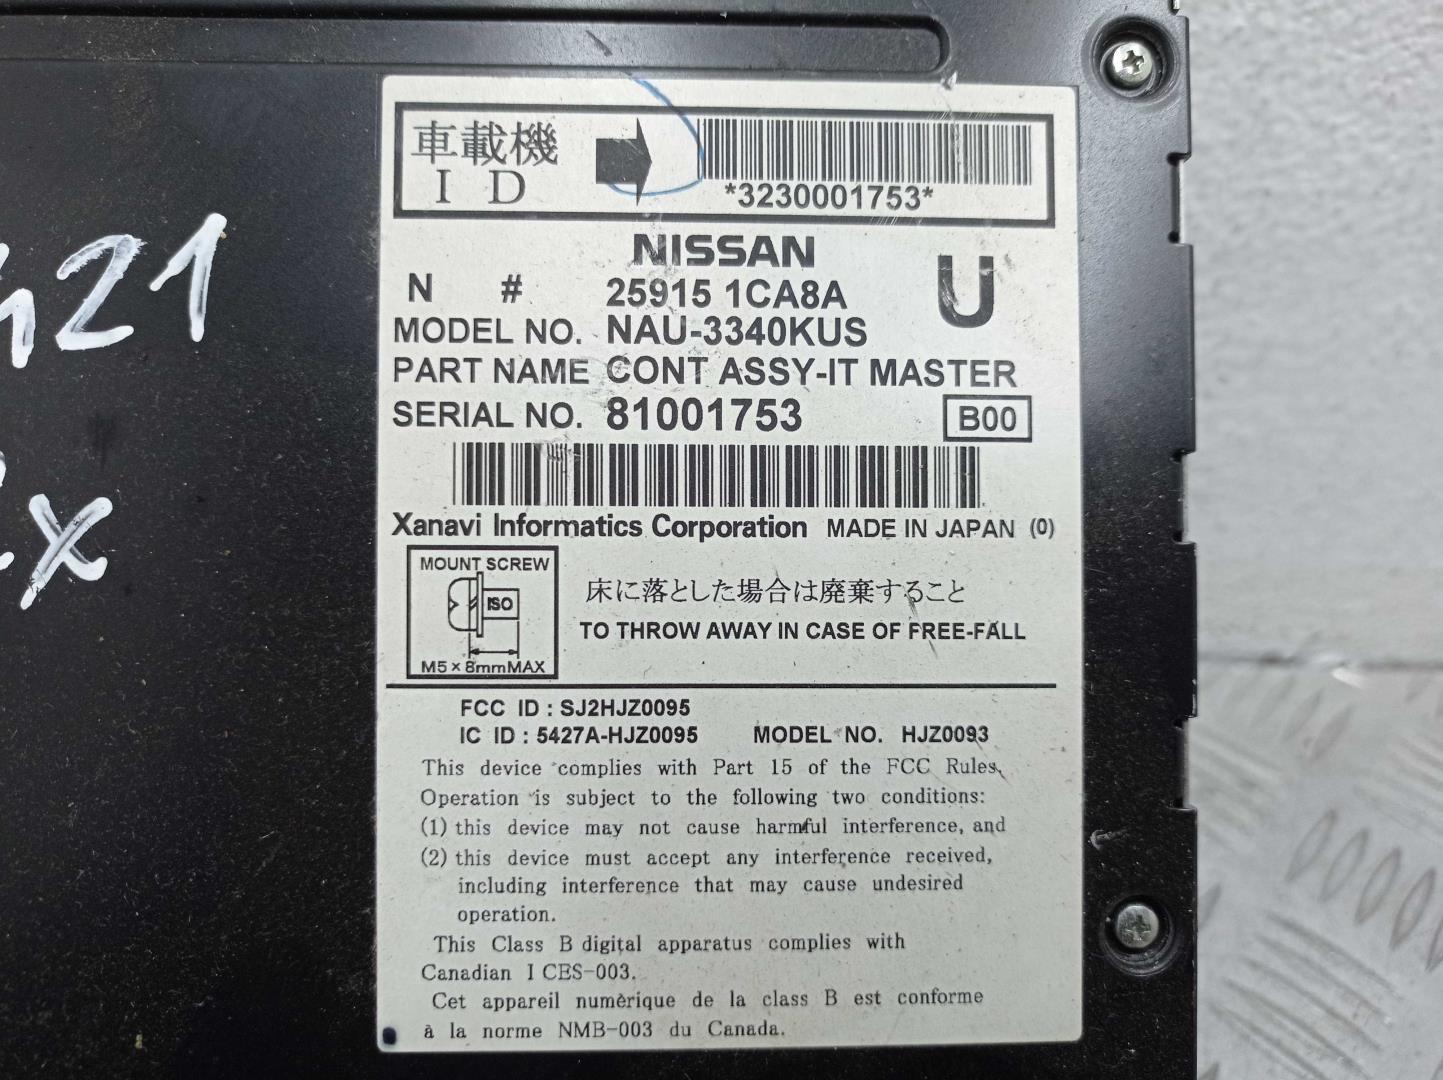 車載機
I D
*3230001753*
NISSAN
N # 25915 1CA8A
U
MODEL NO. NAU-3340KUS
PART NAME CONT ASSY-IT MASTER
SERIAL NO. 81001753
B00
Xanavi Informatics Corporation MADE IN JAPAN (0)
MOUNT SCREW
ISO
M5×8mmMAX
床に落とした場合は廃棄すること
TO THROW AWAY IN CASE OF FREE-FALL
FCC ID : SJ2HJZ0095
IC ID : 5427A-HJZ0095 MODEL NO. HJZ0093
This device complies with Part 15 of the FCC Rules.
Operation is subject to the following two conditions:
(1) this device may not cause harmful interference, and
(2) this device must accept any interference received,
including interference that may cause undesired
operation.
This Class B digital apparatus complies with
Canadian I CES-003.
Cet appareil numèrique de la class B est conforme
à la norme NMB-003 du Canada.